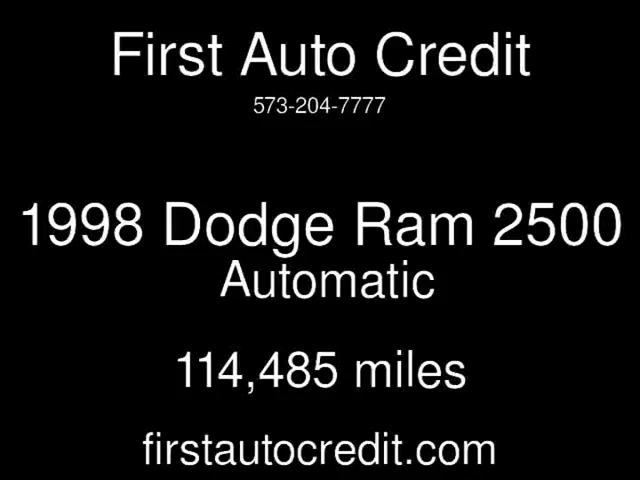 First Auto Credit
573-204-7777
1998 Dodge Ram 2500
Automatic
114,485 miles
firstautocredit.com